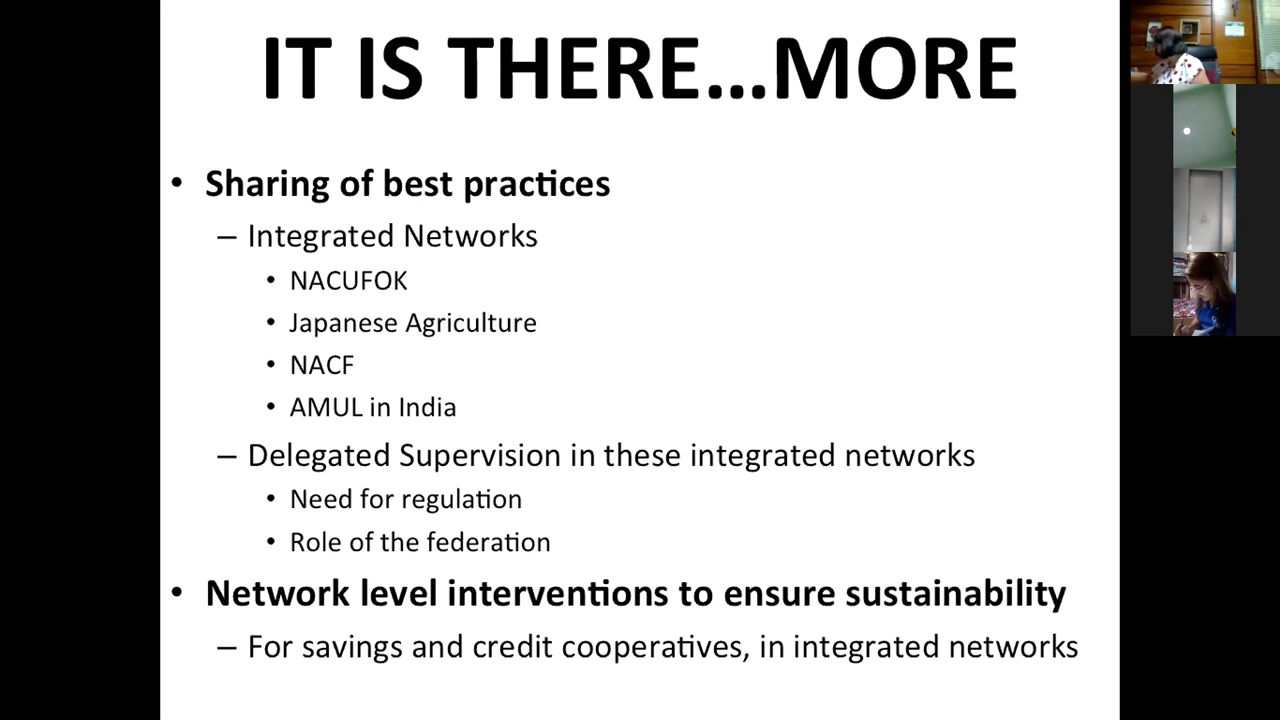 IT IS THERE...MORE
• Sharing of best practices
– Integrated Networks
• NACUFOK
• Japanese Agriculture
• NACF
• AMUL in India
– Delegated Supervision in these integrated networks
• Need for regulation
• Role of the federation
• Network level interventions to ensure sustainability
– For savings and credit cooperatives, in integrated networks